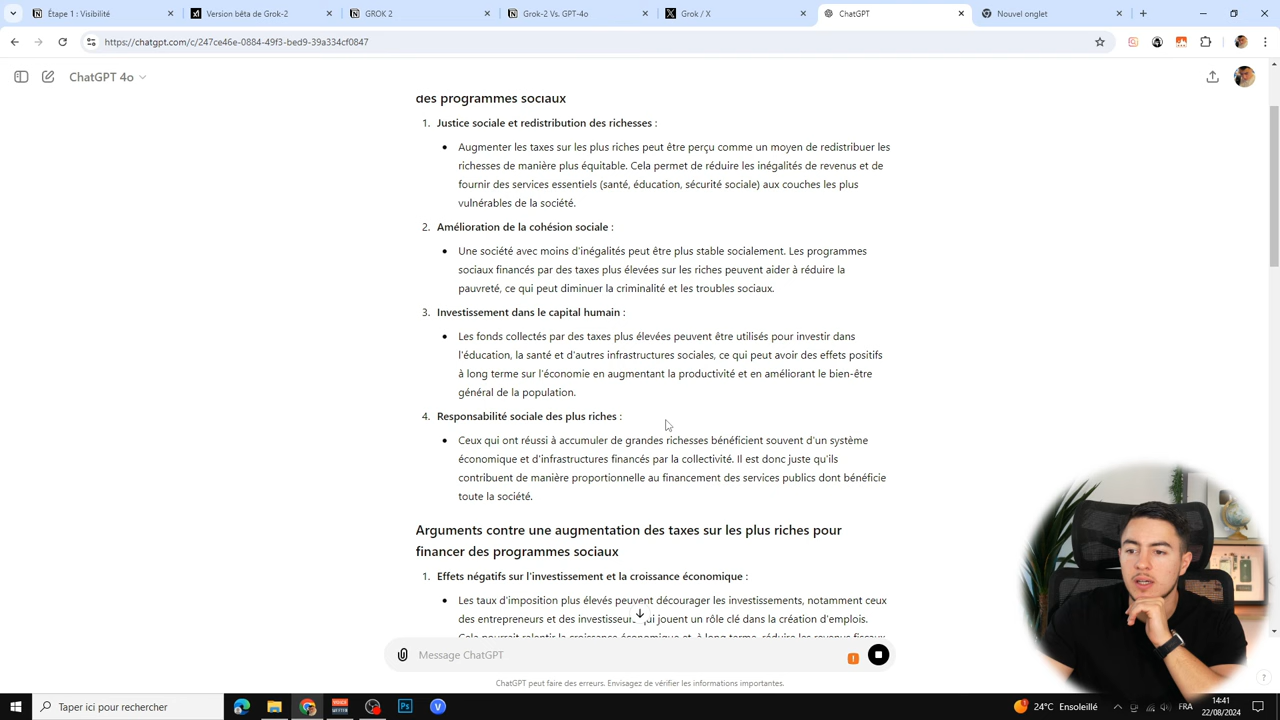 Étape 1 : Visibilité
Version bêta de Grok-2
GROK 2
Grok-2 Vs. GPT-4o
Grok / X
ChatGPT
Nouvel onglet
https://chatgpt.com/c/247ce46e-0884-49f3-bed9-39a334cf0847
ChatGPT 4o
des programmes sociaux
1. Justice sociale et redistribution des richesses :
Augmenter les taxes sur les plus riches peut être perçu comme un moyen de redistribuer les
richesses de manière plus équitable. Cela permet de réduire les inégalités de revenus et de
fournir des services essentiels (santé, éducation, sécurité sociale) aux couches les plus
vulnérables de la société.
2. Amélioration de la cohésion sociale :
Une société avec moins d'inégalités peut être plus stable socialement. Les programmes
sociaux financés par des taxes plus élevées sur les riches peuvent aider à réduire la
pauvreté, ce qui peut diminuer la criminalité et les troubles sociaux.
3. Investissement dans le capital humain :
Les fonds collectés par des taxes plus élevées peuvent être utilisés pour investir dans
l'éducation, la santé et d'autres infrastructures sociales, ce qui peut avoir des effets positifs
à long terme sur l'économie en augmentant la productivité et en améliorant le bien-être
général de la population.
4. Responsabilité sociale des plus riches :
Ceux qui ont réussi à accumuler de grandes richesses bénéficient souvent d'un système
économique et d'infrastructures financés par la collectivité. Il est donc juste qu'ils
contribuent de manière proportionnelle au financement des services publics dont bénéficie
toute la société.
Arguments contre une augmentation des taxes sur les plus riches pour
financer des programmes sociaux
1. Effets négatifs sur l'investissement et la croissance économique :
Les taux d'imposition plus élevés peuvent décourager les investissements, notamment ceux
des entrepreneurs et des investisseurs qui jouent un rôle clé dans la création d'emplois.
Cela pourrait ralentir la croissance économique et, à long terme, réduire les revenus fiscaux
Message ChatGPT
ChatGPT peut faire des erreurs. Envisagez de vérifier les informations importantes.
Taper ici pour rechercher
24°C Ensoleillé
FRA
14:41
22/08/2024